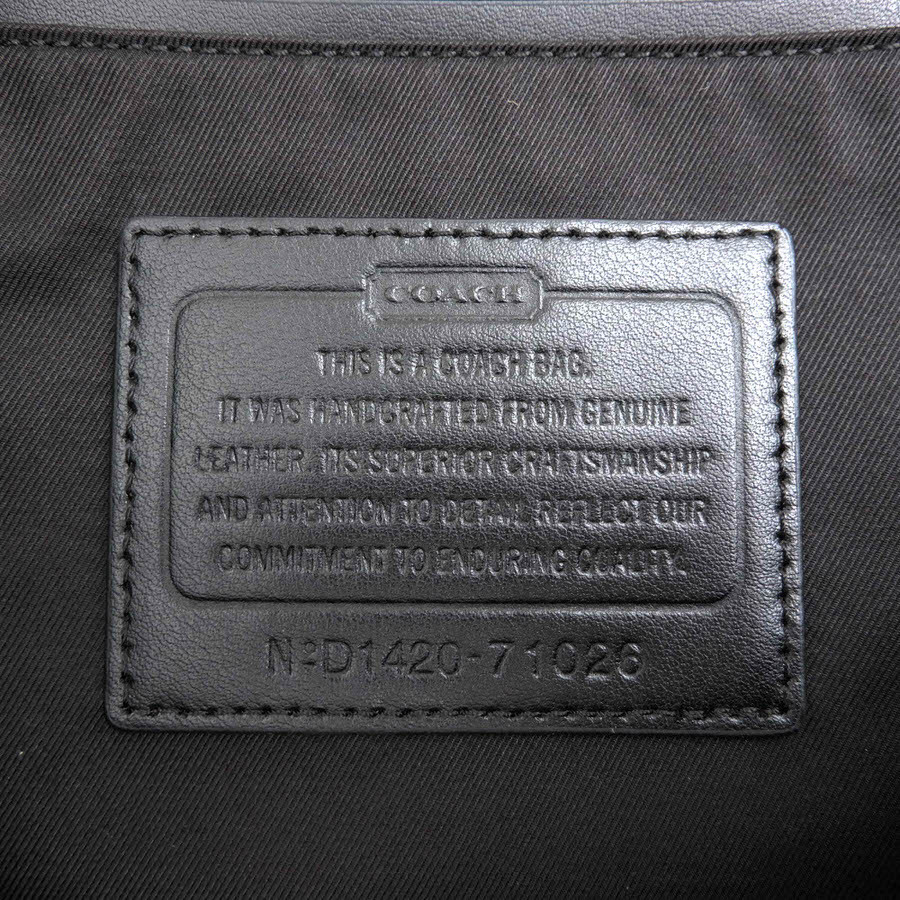 COACH
THIS IS A COACH BAG.
IT WAS HANDCRAFTED FROM GENUINE
LEATHER. ITS SUPERIOR CRAFTSMANSHIP
AND ATTENTION TO DETAIL REFLECT OUR
COMMITMENT TO ENDURING QUALITY.
Nº D1420-71026